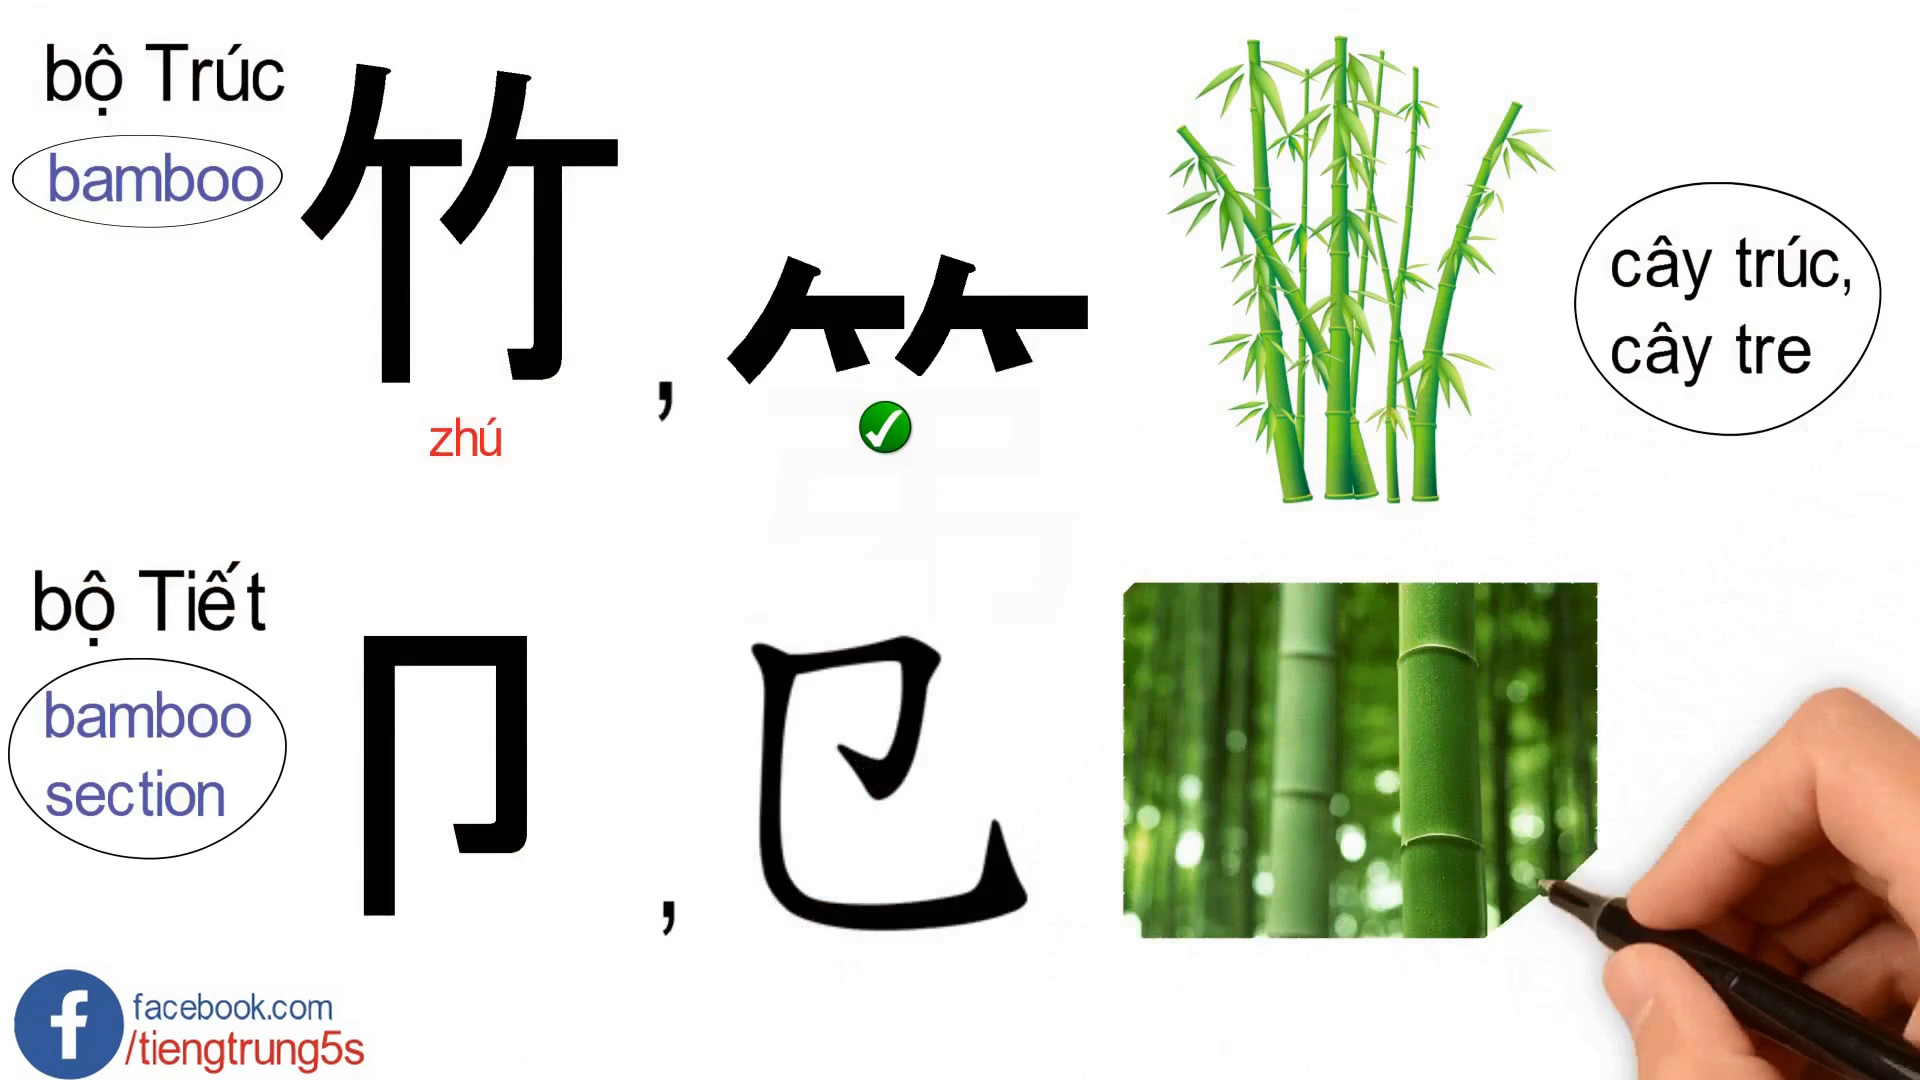 bộ Trúc
bamboo
竹 , ⺮
zhú
cây trúc,
cây tre
bộ Tiết
bamboo
section
卩 , 㔾
facebook.com
/tiengtrung5s